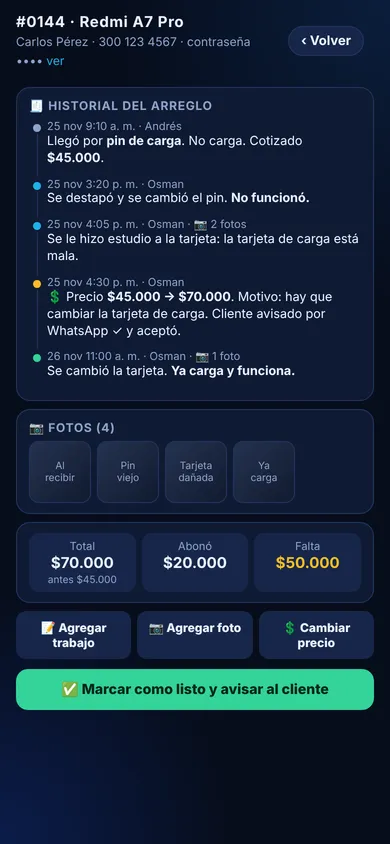 #0144 · Redmi A7 Pro
Carlos Pérez · 300 123 4567 · contraseña
•••• ver
‹ Volver
🧾 HISTORIAL DEL ARREGLO
25 nov 9:10 a. m. · Andrés
Llegó por pin de carga. No carga. Cotizado
$45.000.
25 nov 3:20 p. m. · Osman
Se destapó y se cambió el pin. No funcionó.
25 nov 4:05 p. m. · Osman · 📷 2 fotos
Se le hizo estudio a la tarjeta: la tarjeta de carga está
mala.
25 nov 4:30 p. m. · Osman
💲 Precio $45.000 → $70.000. Motivo: hay que
cambiar la tarjeta de carga. Cliente avisado por
WhatsApp ✓ y aceptó.
26 nov 11:00 a. m. · Osman · 📷 1 foto
Se cambió la tarjeta. Ya carga y funciona.
📷 FOTOS (4)
Al
recibir
Pin
viejo
Tarjeta
dañada
Ya
carga
Total
$70.000
antes $45.000
Abonó
$20.000
Falta
$50.000
📝 Agregar
trabajo
📷 Agregar foto
💲 Cambiar
precio
✅ Marcar como listo y avisar al cliente